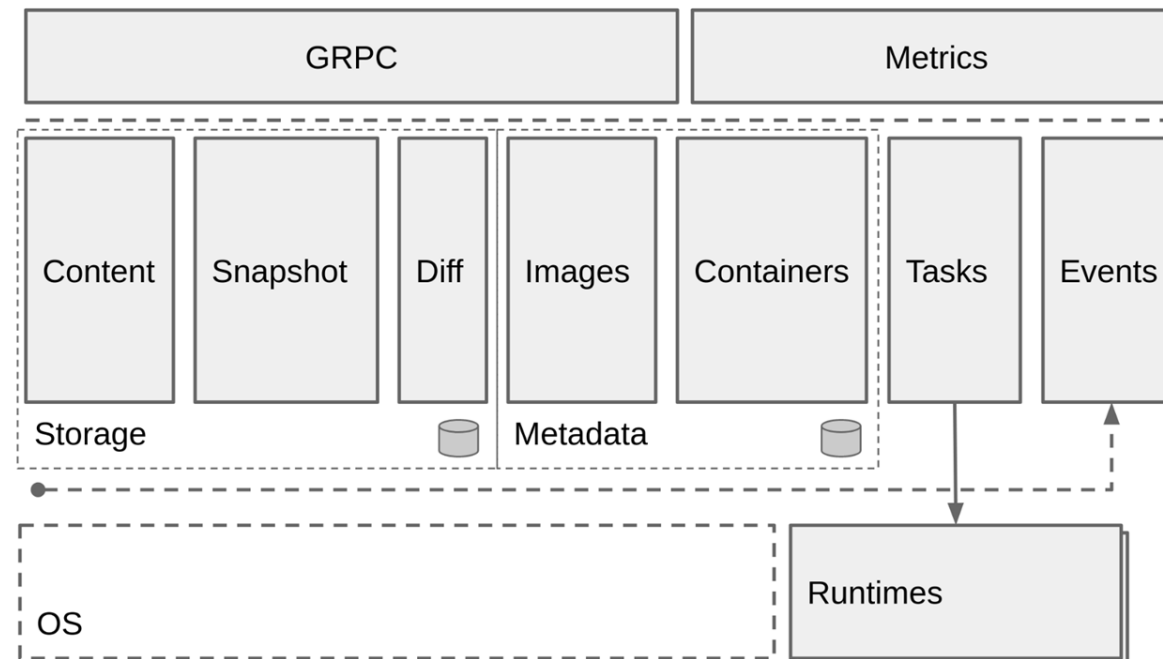 GRPC
Metrics
Content
Snapshot
Diff
Images
Containers
Tasks
Events
Storage
Metadata
Runtimes
OS